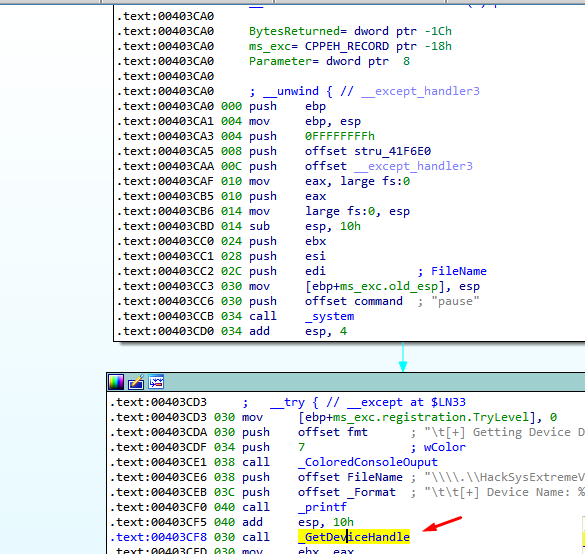 .text:00403CA0
.text:00403CA0 BytesReturned= dword ptr -1Ch
.text:00403CA0 ms_exc= CPPEH_RECORD ptr -18h
.text:00403CA0 Parameter= dword ptr  8
.text:00403CA0
.text:00403CA0 ; __unwind { // __except_handler3
.text:00403CA0 000 push    ebp
.text:00403CA1 004 mov     ebp, esp
.text:00403CA3 004 push    0FFFFFFFFh
.text:00403CA5 008 push    offset stru_41F6E0
.text:00403CAA 00C push    offset __except_handler3
.text:00403CAF 010 mov     eax, large fs:0
.text:00403CB5 010 push    eax
.text:00403CB6 014 mov     large fs:0, esp
.text:00403CBD 014 sub     esp, 10h
.text:00403CC0 024 push    ebx
.text:00403CC1 028 push    esi
.text:00403CC2 02C push    edi             ; FileName
.text:00403CC3 030 mov     [ebp+ms_exc.old_esp], esp
.text:00403CC6 030 push    offset command  ; "pause"
.text:00403CCB 034 call    _system
.text:00403CD0 034 add     esp, 4
.text:00403CD3 ;   __try { // __except at $LN33
.text:00403CD3 030 mov     [ebp+ms_exc.registration.TryLevel], 0
.text:00403CDA 030 push    offset fmt      ; "\t[+] Getting Device D
.text:00403CDF 034 push    7               ; wColor
.text:00403CE1 038 call    _ColoredConsoleOuput
.text:00403CE6 038 push    offset FileName ; "\\\\.\\HackSysExtremeV
.text:00403CEB 03C push    offset _Format  ; "\t\t[+] Device Name: %
.text:00403CF0 040 call    _printf
.text:00403CF5 040 add     esp, 10h
.text:00403CF8 030 call    _GetDeviceHandle
.text:00403CFD 030 mov     ebx, eax